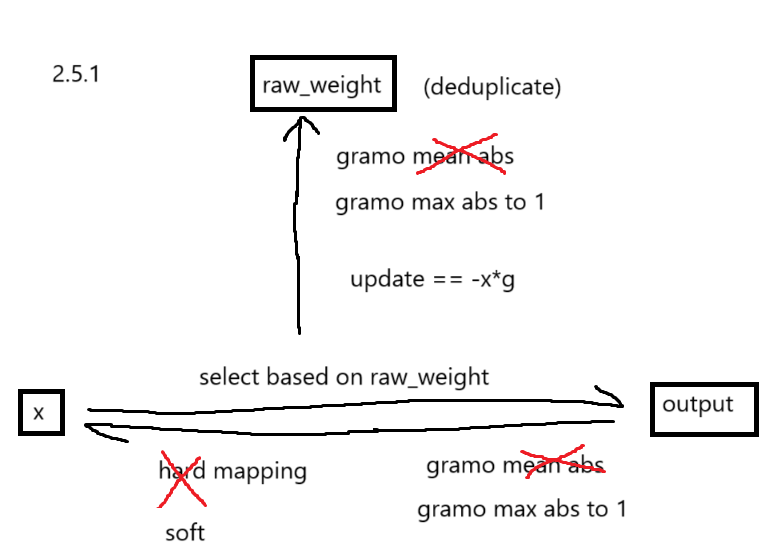 2.5.1
raw_weight
(deduplicate)
gramo mean abs
gramo max abs to 1
update == -x*g
select based on raw_weight
x
output
hard mapping
soft
gramo mean abs
gramo max abs to 1